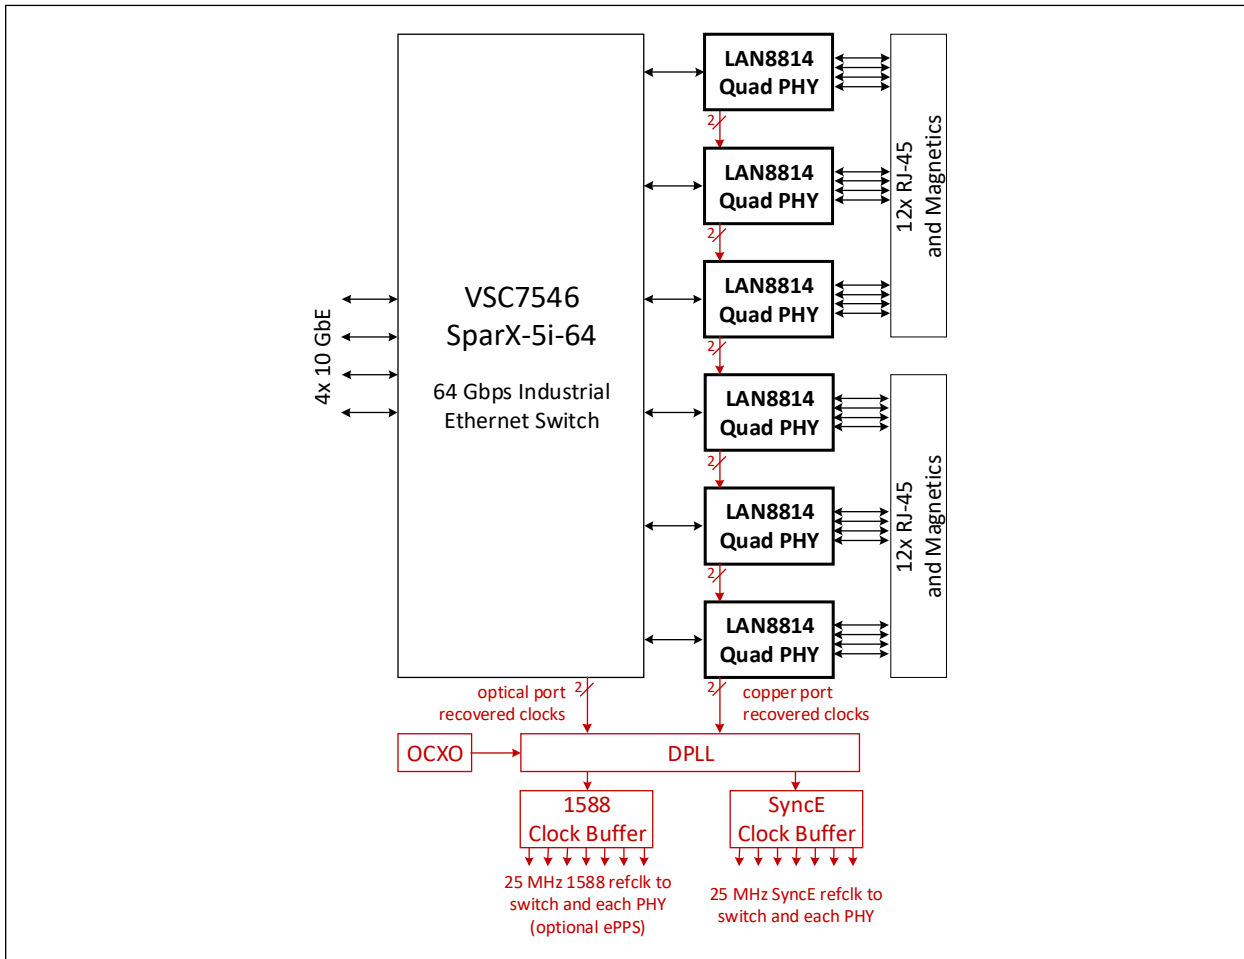 LAN8814
Quad PHY
2
LAN8814
Quad PHY
2
LAN8814
Quad PHY
2
LAN8814
Quad PHY
2
LAN8814
Quad PHY
2
LAN8814
Quad PHY
12x RJ-45
and Magnetics
12x RJ-45
and Magnetics
4x 10 GbE
VSC7546
SparX-5i-64
64 Gbps Industrial
Ethernet Switch
optical port
recovered clocks
2
2
copper port
recovered clocks
OCXO
DPLL
1588
Clock Buffer
SyncE
Clock Buffer
25 MHz 1588 refclk to
switch and each PHY
(optional ePPS)
25 MHz SyncE refclk to
switch and each PHY